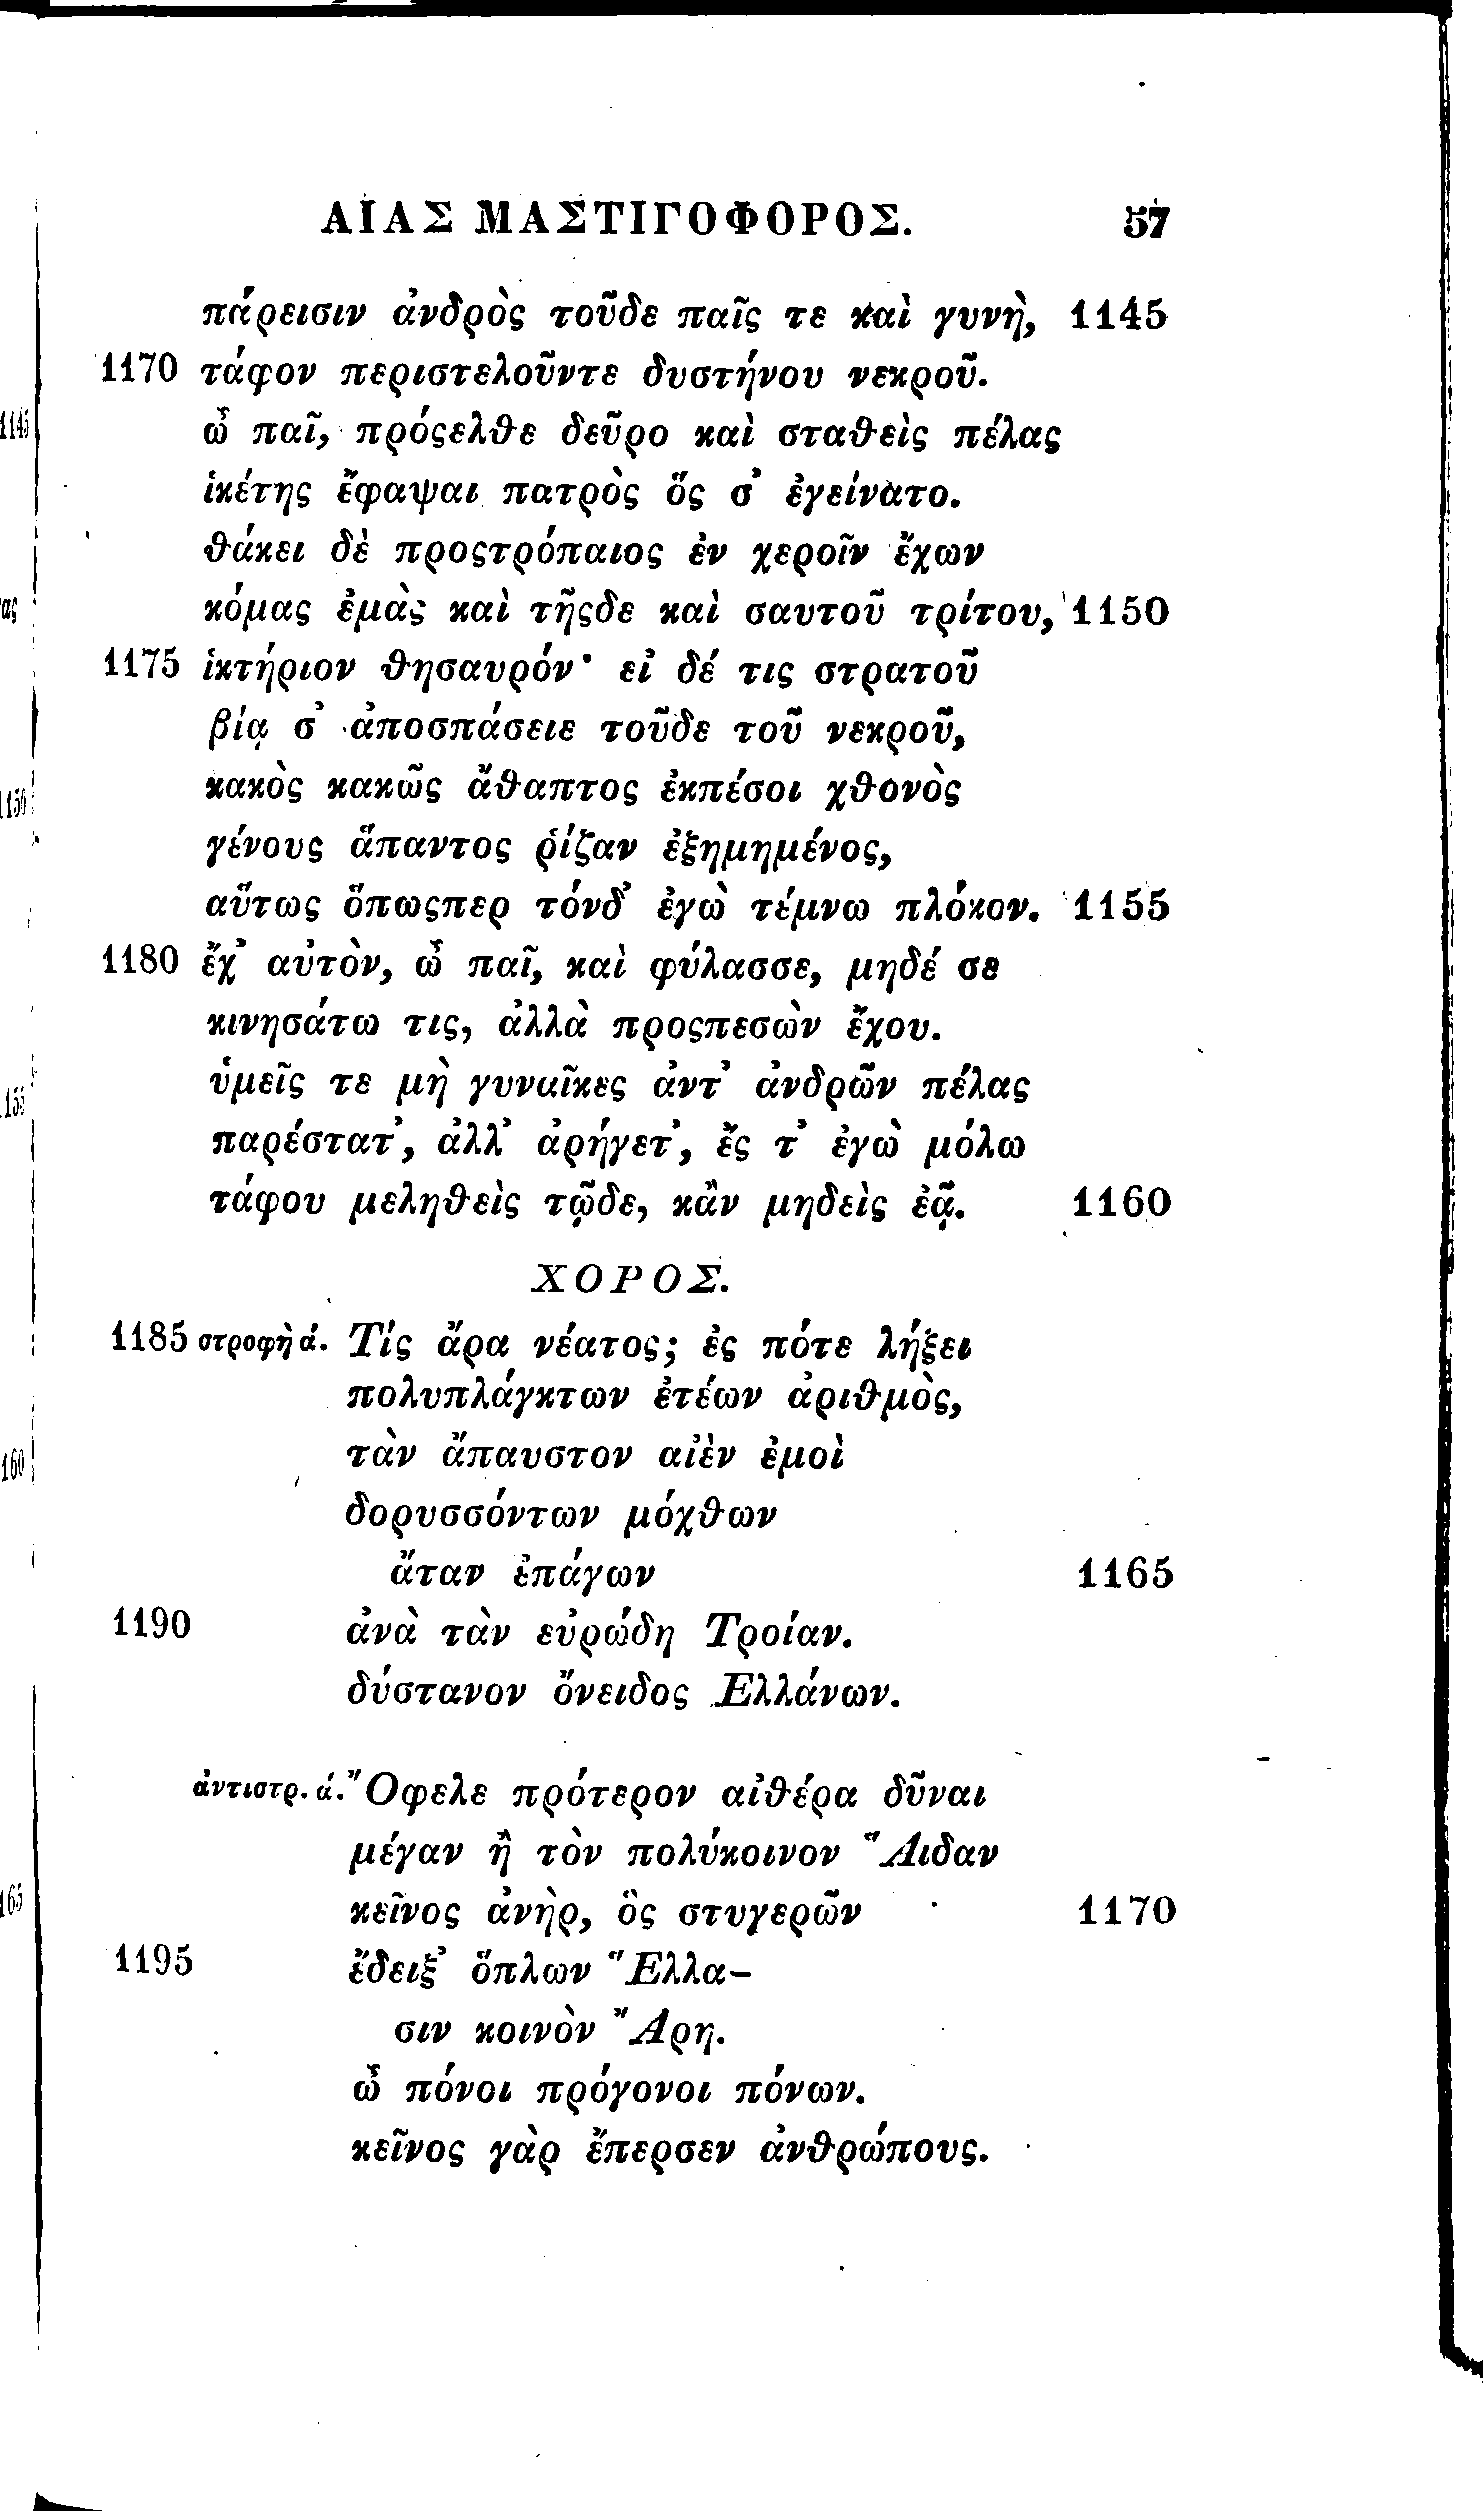 ΑΙΑΣ ΜΑΣΤΙΓΟΦΟΡΟΣ. 57
πάρεισιν ἀνδρὸς τοῦδε παῖς τε καὶ γυνὴ, 1145
1170 τάφον περιστελοῦντε δυστήνου νεκροῦ.
ὦ παῖ, πρόςελθε δεῦρο καὶ σταθεὶς πέλας
ἱκέτης ἔφαψαι πατρὸς ὅς σ᾽ ἐγείνατο.
θάκει δὲ προςτρόπαιος ἐν χεροῖν ἔχων
κόμας ἐμὰς καὶ τῆςδε καὶ σαυτοῦ τρίτου, 1150
1175 ἱκτήριον θησαυρόν· εἰ δέ τις στρατοῦ
βίᾳ σ᾽ ἀποσπάσειε τοῦδε τοῦ νεκροῦ,
κακὸς κακῶς ἄθαπτος ἐκπέσοι χθονὸς
γένους ἅπαντος ῥίζαν ἐξημημένος,
αὕτως ὅπωςπερ τόνδ᾽ ἐγὼ τέμνω πλόκον. 1155
1180 ἔχ᾽ αὐτὸν, ὦ παῖ, καὶ φύλασσε, μηδέ σε
κινησάτω τις, ἀλλὰ προςπεσὼν ἔχου.
ὑμεῖς τε μὴ γυναῖκες ἀντ᾽ ἀνδρῶν πέλας
παρέστατ᾽, ἀλλ᾽ ἀρήγετ᾽, ἔς τ᾽ ἐγὼ μόλω
τάφου μεληθεὶς τῷδε, κἂν μηδεὶς ἐᾷ. 1160
ΧΟΡΟΣ.
1185 στροφὴ ά. Τίς ἄρα νέατος; ἐς πότε λήξει
πολυπλάγκτων ἐτέων ἀριθμὸς,
τὰν ἄπαυστον αἰὲν ἐμοὶ
δορυσσόντων μόχθων
ἄταν ἐπάγων 1165
1190 ἀνὰ τὰν εὐρώδη Τροίαν.
δύστανον ὄνειδος Ελλάνων.
ἀντιστρ. ά. Ὄφελε πρότερον αἰθέρα δῦναι
μέγαν ἢ τὸν πολύκοινον Ἅιδαν
κεῖνος ἀνὴρ, ὃς στυγερῶν 1170
1195 ἔδειξ᾽ ὅπλων Ἕλλα-
σιν κοινὸν Ἄρη.
ὦ πόνοι πρόγονοι πόνων.
κεῖνος γὰρ ἔπερσεν ἀνθρώπους.